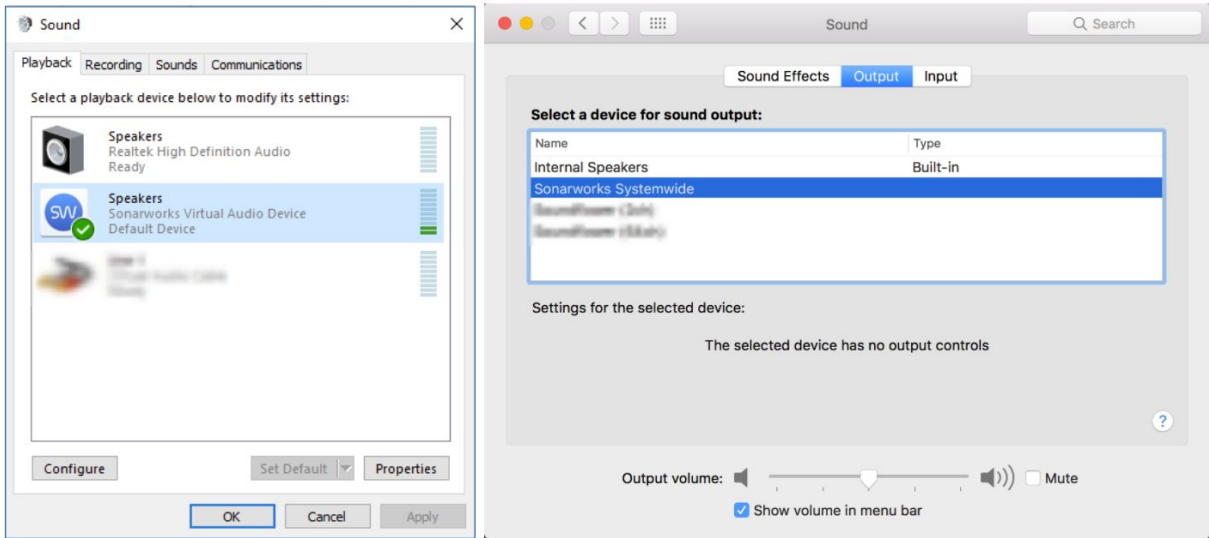 Sound
Playback Recording Sounds Communications
Select a playback device below to modify its settings:
Speakers
Realtek High Definition Audio
Ready
SW
Speakers
Sonarworks Virtual Audio Device
Default Device
Configure Set Default Properties
OK Cancel Apply
Sound
Search
Sound Effects Output Input
Select a device for sound output:
Name Type
Internal Speakers Built-in
Sonarworks Systemwide
Settings for the selected device:
The selected device has no output controls
?
Output volume: Mute
Show volume in menu bar